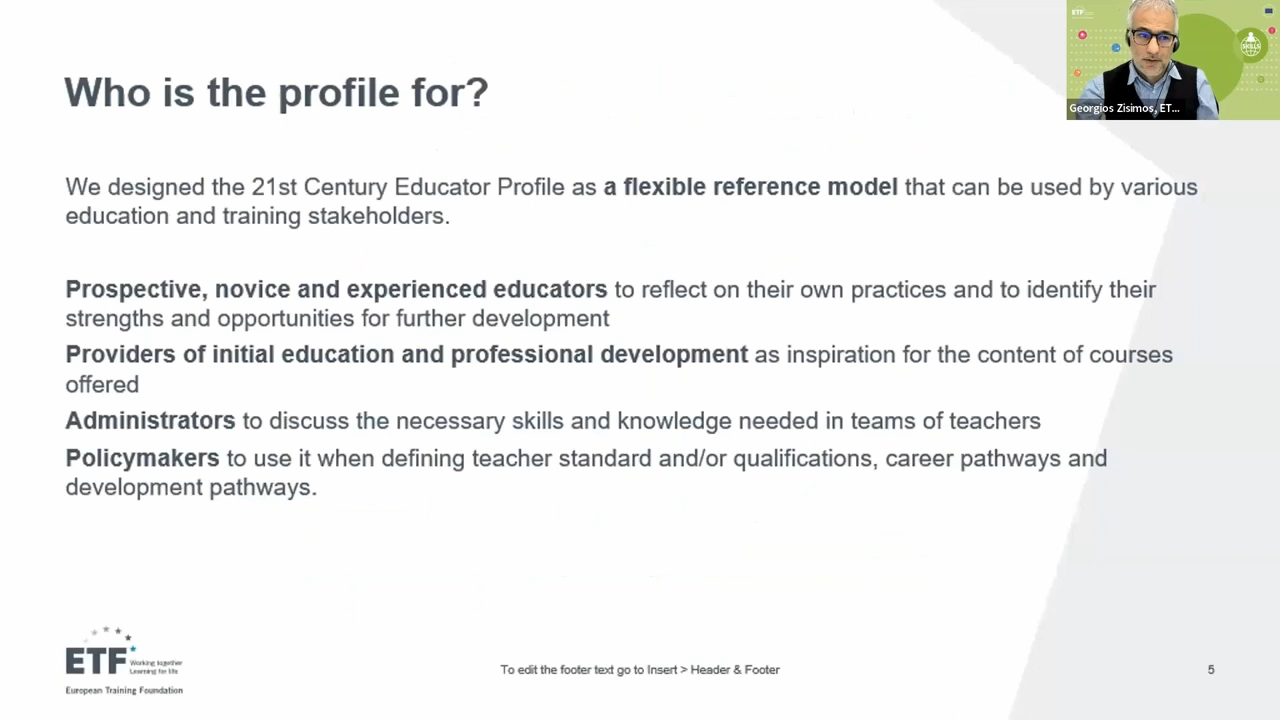 ETF
SKILLS
Georgios Zisimos, ET...
Who is the profile for?
We designed the 21st Century Educator Profile as a flexible reference model that can be used by various
education and training stakeholders.
Prospective, novice and experienced educators to reflect on their own practices and to identify their
strengths and opportunities for further development
Providers of initial education and professional development as inspiration for the content of courses
offered
Administrators to discuss the necessary skills and knowledge needed in teams of teachers
Policymakers to use it when defining teacher standard and/or qualifications, career pathways and
development pathways.
ETF
Working together
Learning for life
European Training Foundation
To edit the footer text go to Insert > Header & Footer
5